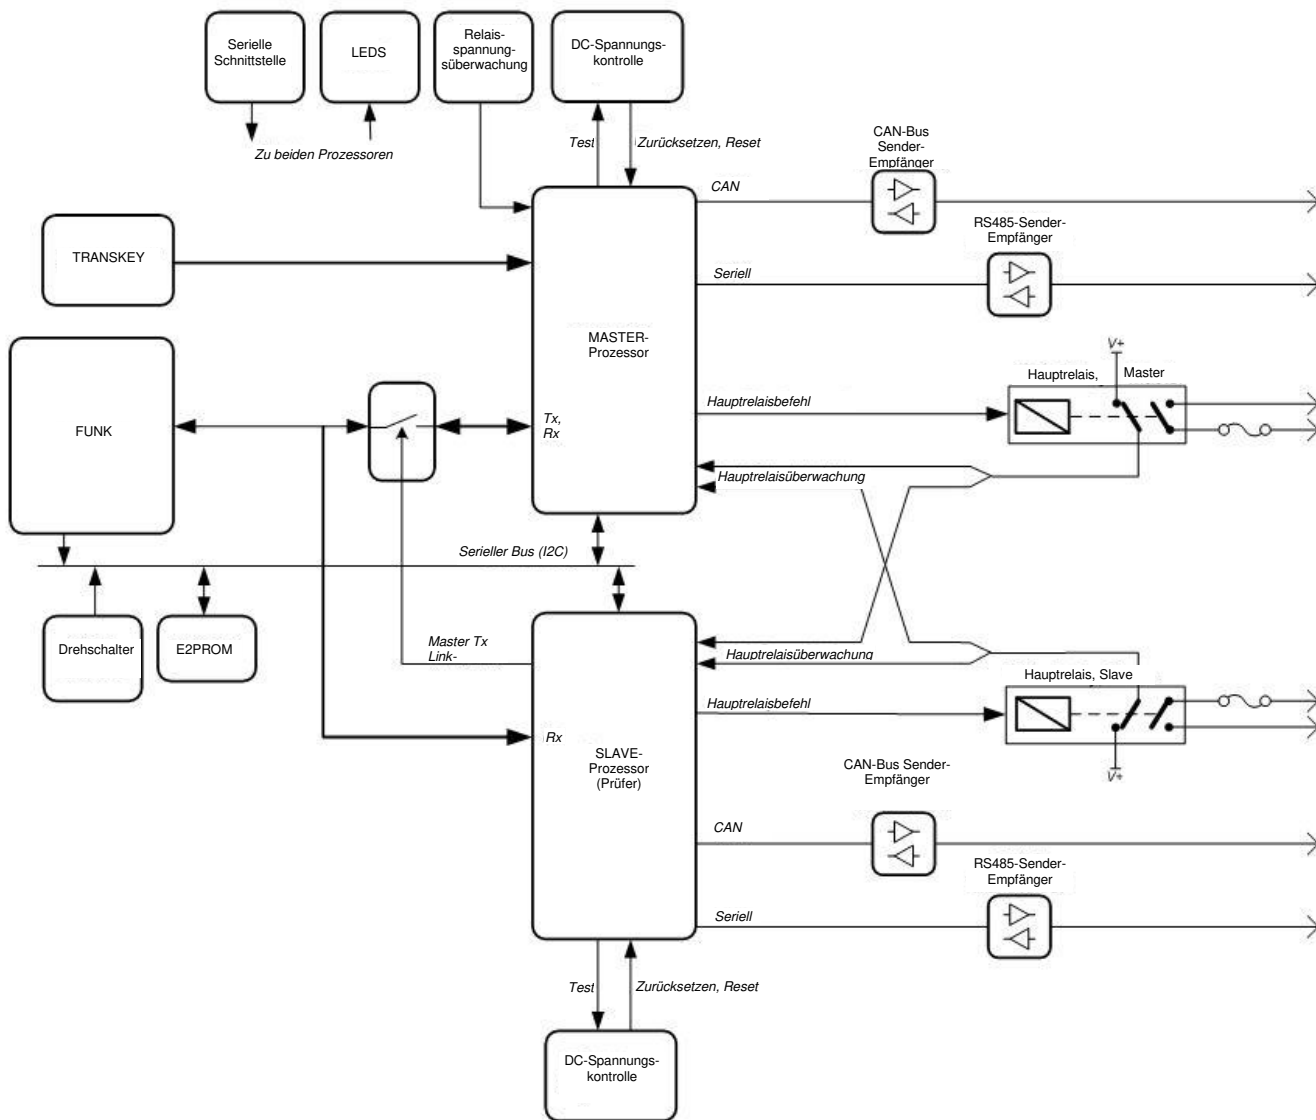 Serielle
Schnittstelle
LEDS
Relais-
spannungs-
überwachung
DC-Spannungs-
kontrolle
Zu beiden Prozessoren
Test
Zurücksetzen, Reset
CAN-Bus
Sender-
Empfänger
CAN
RS485-Sender-
Empfänger
TRANSKEY
Seriell
MASTER-
Prozessor
V+
Hauptrelais, Master
Hauptrelaisbefehl
FUNK
Tx,
Rx
Hauptrelaisüberwachung
Serieller Bus (I2C)
Drehschalter
E2PROM
Master Tx
Link-
Hauptrelaisüberwachung
Hauptrelais, Slave
Hauptrelaisbefehl
Rx
SLAVE-
Prozessor
(Prüfer)
V+
CAN-Bus Sender-
Empfänger
CAN
RS485-Sender-
Empfänger
Seriell
Test
Zurücksetzen, Reset
DC-Spannungs-
kontrolle